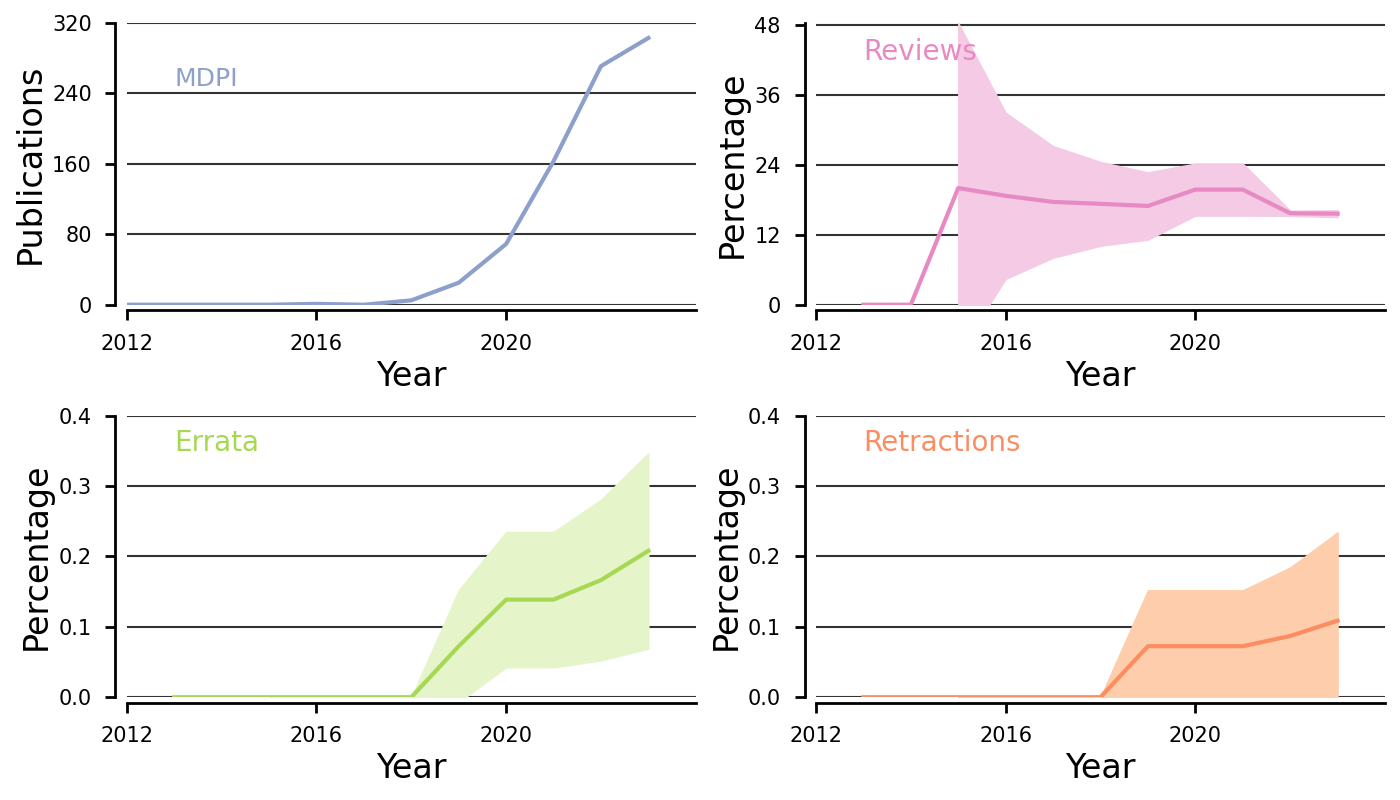 320
240
160
80
0
Publications
MDPI
2012
2016
2020
Year
48
36
24
12
0
Percentage
Reviews
2012
2016
2020
Year
0.4
0.3
0.2
0.1
0.0
Percentage
Errata
2012
2016
2020
Year
0.4
0.3
0.2
0.1
0.0
Percentage
Retractions
2012
2016
2020
Year